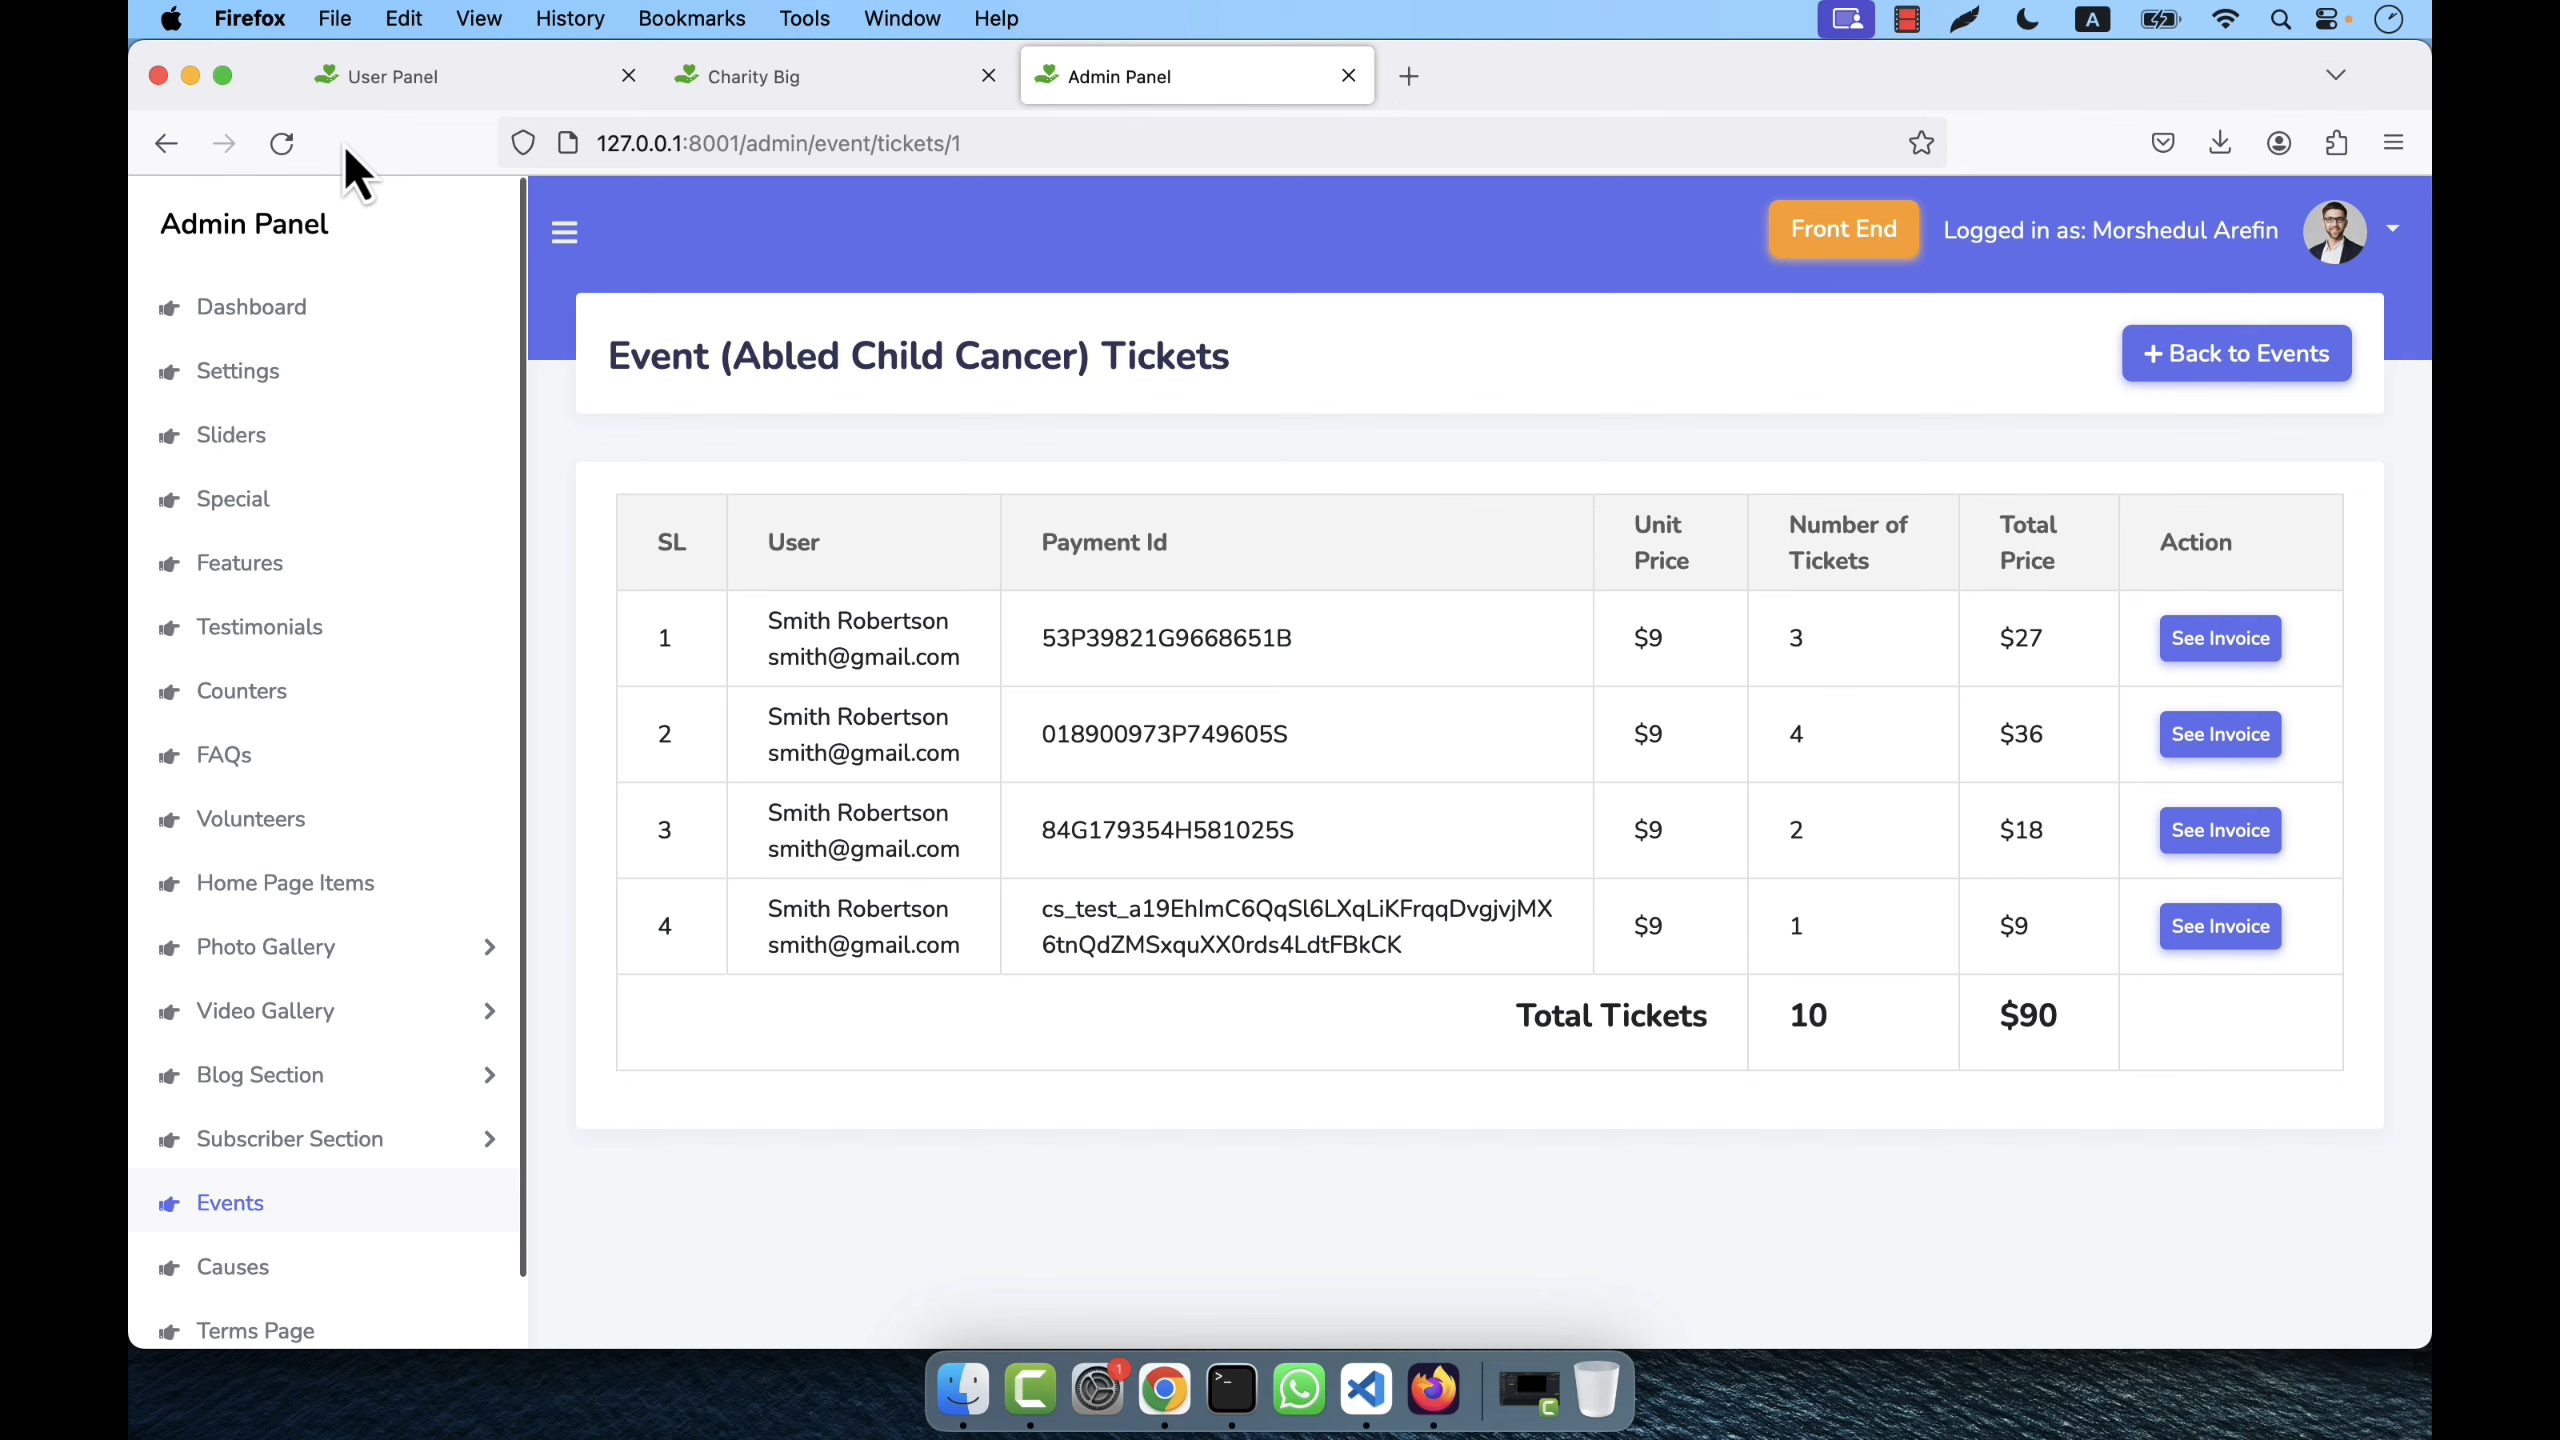 Firefox File Edit View History Bookmarks Tools Window Help A
User Panel Charity Big Admin Panel
127.0.0.1:8001/admin/event/tickets/1
Admin Panel
Front End Logged in as: Morshedul Arefin
Dashboard
Settings
Sliders
Special
Features
Testimonials
Counters
FAQs
Volunteers
Home Page Items
Photo Gallery
Video Gallery
Blog Section
Subscriber Section
Events
Causes
Terms Page
Event (Abled Child Cancer) Tickets
+ Back to Events
SL User Payment Id Unit Price Number of Tickets Total Price Action
1 Smith Robertson 53P39821G9668651B $9 3 $27 See Invoice
smith@gmail.com
2 Smith Robertson 018900973P749605S $9 4 $36 See Invoice
smith@gmail.com
3 Smith Robertson 84G179354H581025S $9 2 $18 See Invoice
smith@gmail.com
4 Smith Robertson cs_test_a19EhlmC6QqSl6LXqLiKFrqqDvgjvjMX $9 1 $9 See Invoice
smith@gmail.com 6tnQdZMSxquXX0rds4LdtFBkCK
Total Tickets 10 $90
1